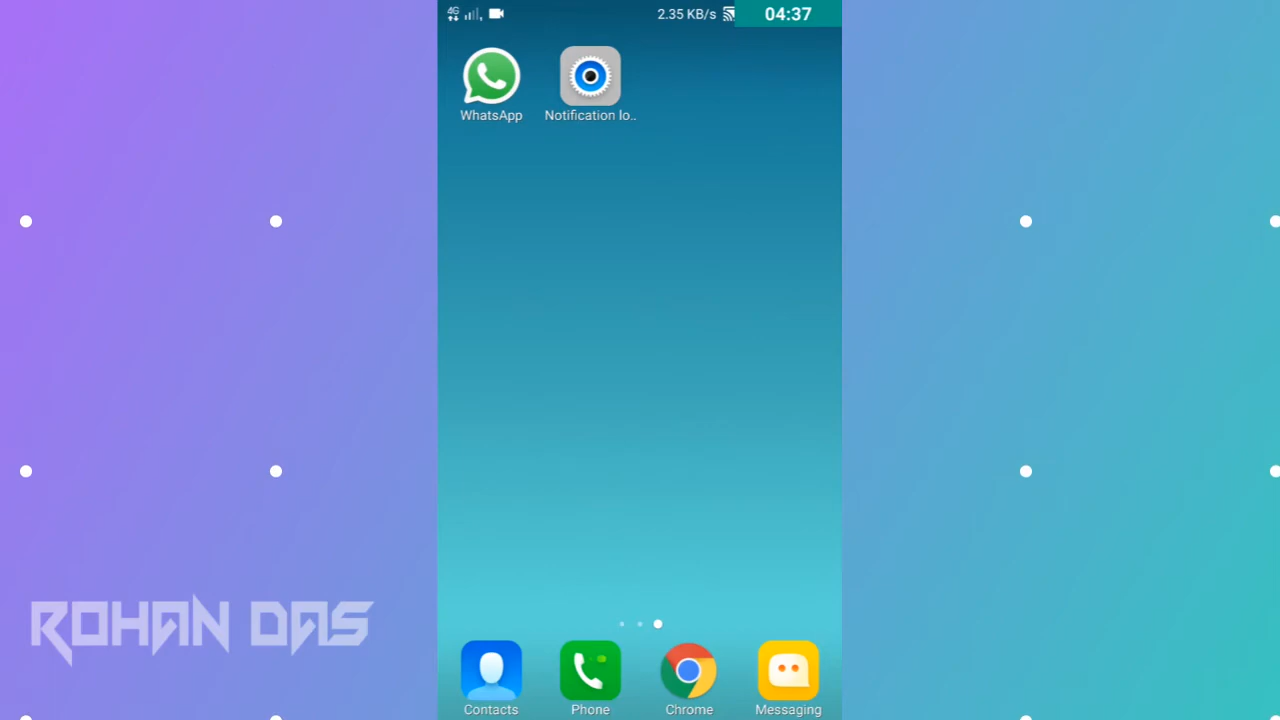 4G 2.35 KB/s 04:37
WhatsApp Notification lo..
ROHAN DAS
Contacts Phone Chrome Messaging